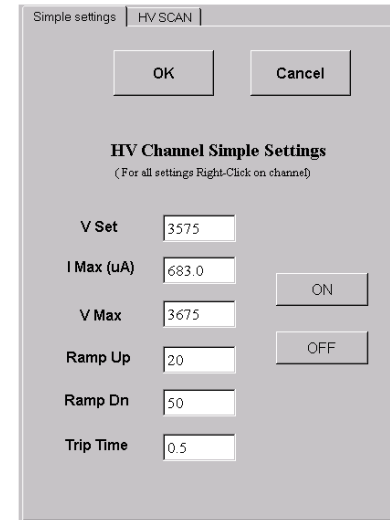 Simple settings HV SCAN
OK Cancel
HV Channel Simple Settings
( For all settings Right-Click on channel)
V Set 3575
I Max (uA) 683.0
ON
V Max 3675
OFF
Ramp Up 20
Ramp Dn 50
Trip Time 0.5